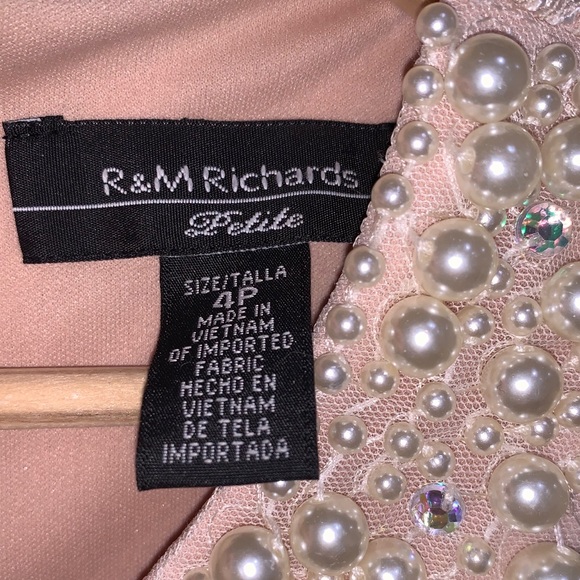 R&M Richards
Petite
SIZE/TALLA
4P
MADE IN
VIETNAM
OF IMPORTED
FABRIC
HECHO EN
VIETNAM
DE TELA
IMPORTADA